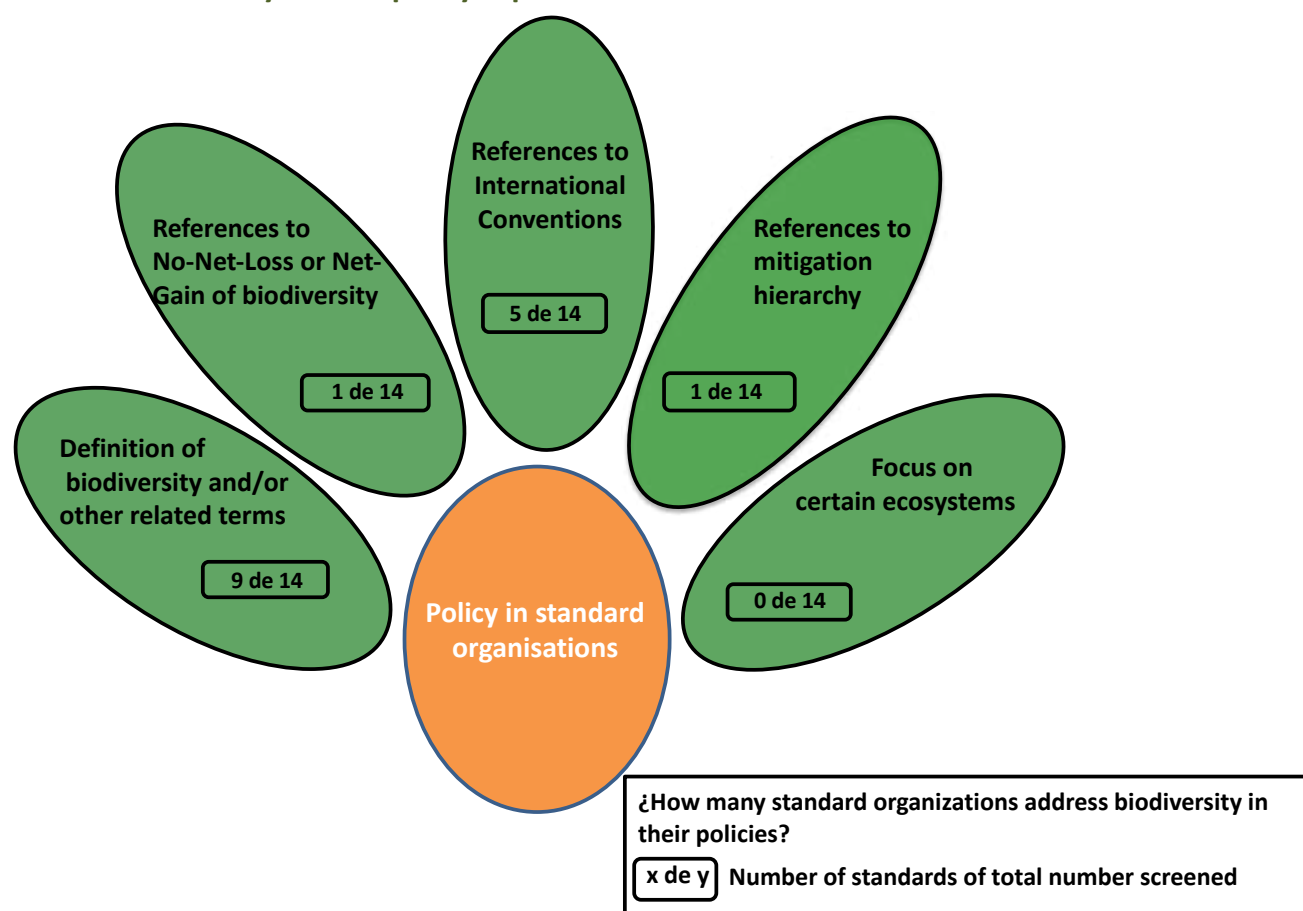 References to
International
Conventions
5 de 14
References to
No-Net-Loss or Net-
Gain of biodiversity
1 de 14
References to
mitigation
hierarchy
1 de 14
Definition of
biodiversity and/or
other related terms
9 de 14
Focus on
certain ecosystems
0 de 14
Policy in standard
organisations
¿How many standard organizations address biodiversity in
their policies?
x de y Number of standards of total number screened